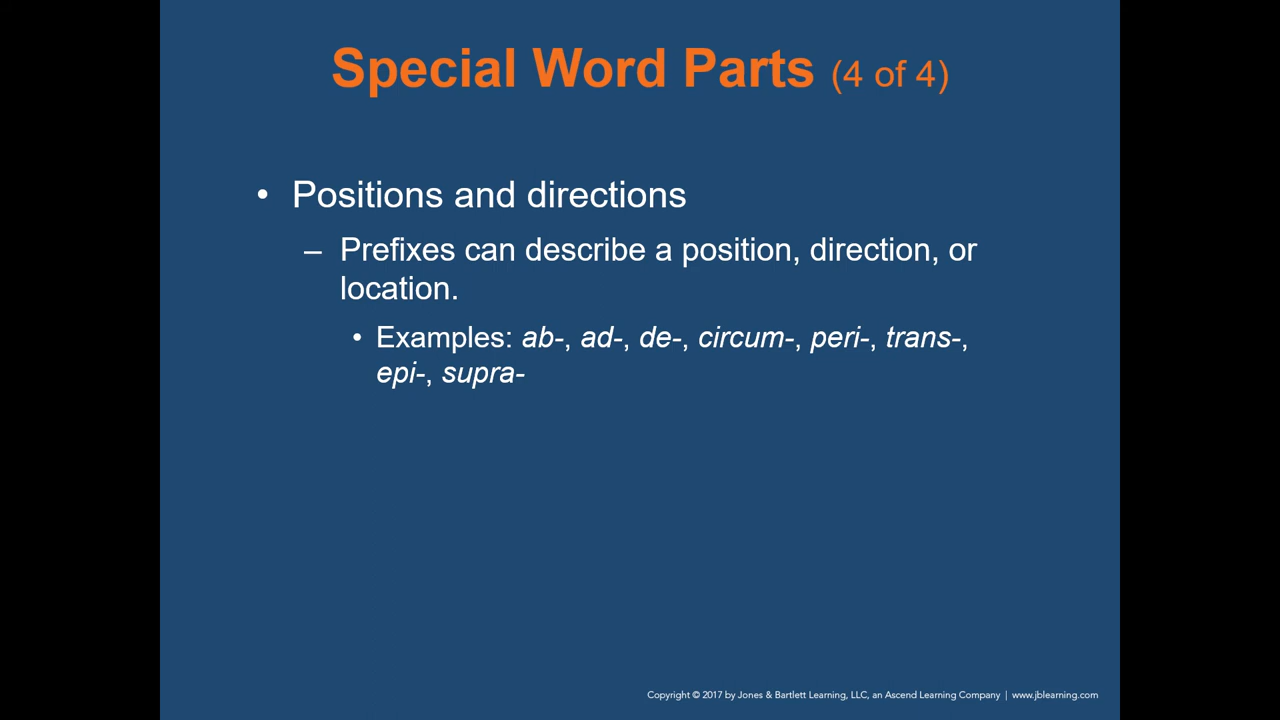 Special Word Parts (4 of 4)
• Positions and directions
– Prefixes can describe a position, direction, or
location.
• Examples: ab-, ad-, de-, circum-, peri-, trans-,
epi-, supra-
Copyright © 2017 by Jones & Bartlett Learning, LLC, an Ascend Learning Company | www.jblearning.com